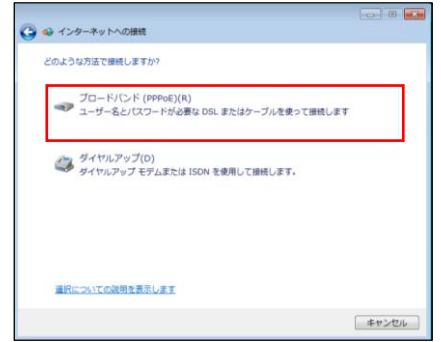 インターネットへの接続
どのような方法で接続しますか?
ブロードバンド (PPPoE)(R)
ユーザー名とパスワードが必要な DSL またはケーブルを使って接続します
ダイヤルアップ(D)
ダイヤルアップ モデムまたは ISDN を使用して接続します。
選択についての説明を表示します
キャンセル